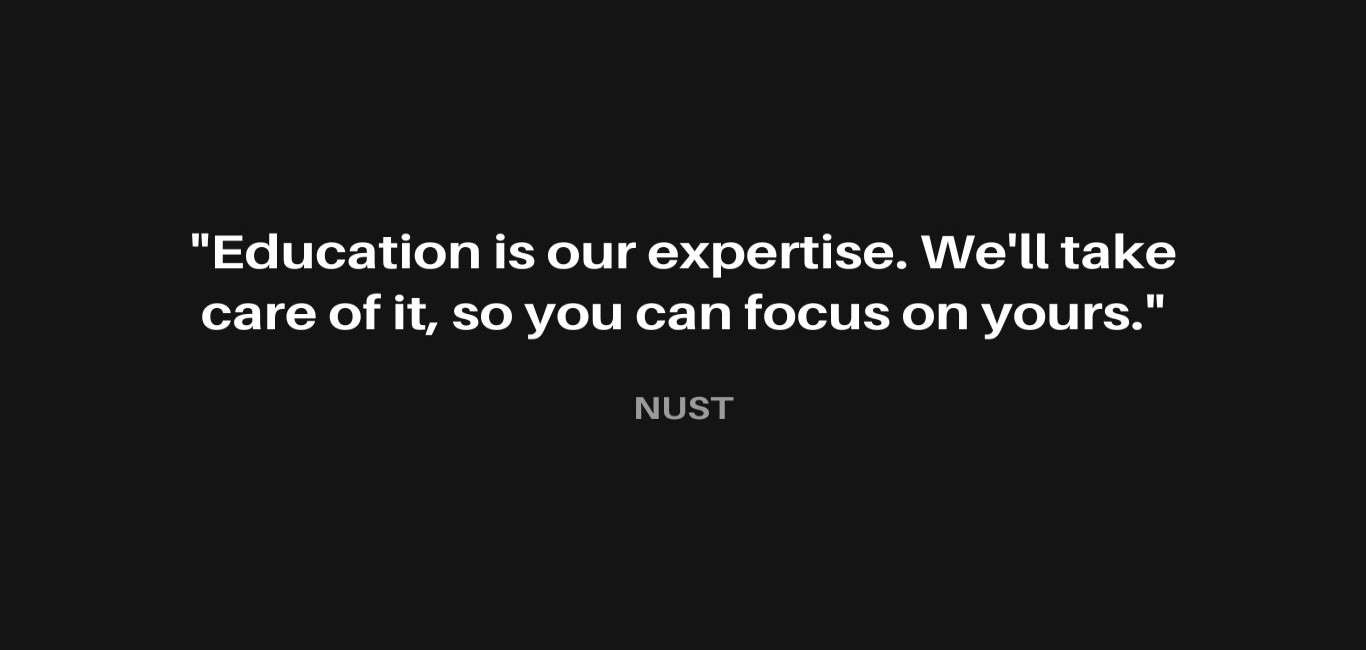 "Education is our expertise. We'll take
care of it, so you can focus on yours."
NUST